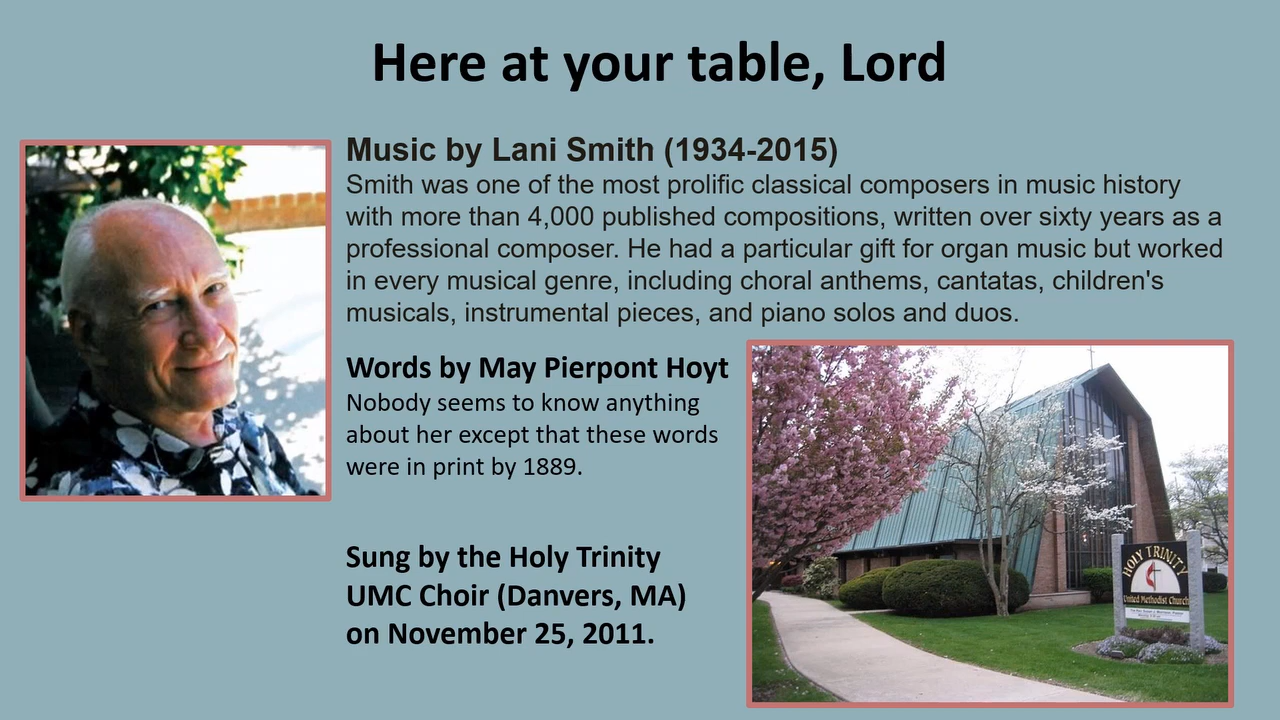 Here at your table, Lord
Music by Lani Smith (1934-2015)
Smith was one of the most prolific classical composers in music history
with more than 4,000 published compositions, written over sixty years as a
professional composer. He had a particular gift for organ music but worked
in every musical genre, including choral anthems, cantatas, children's
musicals, instrumental pieces, and piano solos and duos.
Words by May Pierpont Hoyt
Nobody seems to know anything
about her except that these words
were in print by 1889.
Sung by the Holy Trinity
UMC Choir (Danvers, MA)
on November 25, 2011.
HOLY TRINITY
United Methodist Church